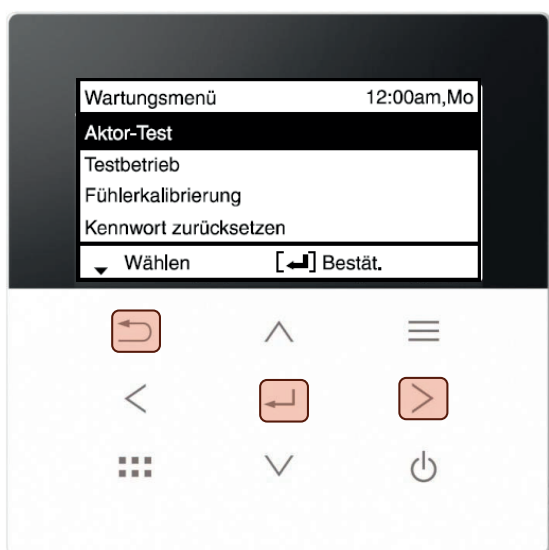 Wartungsmenü 12:00am,Mo
Aktor-Test
Testbetrieb
Fühlerkalibrierung
Kennwort zurücksetzen
Wählen [↵] Bestät.